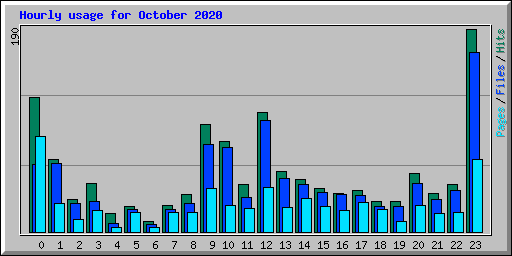 Hourly usage for October 2020
190
Pages / Files / Hits
0 1 2 3 4 5 6 7 8 9 10 11 12 13 14 15 16 17 18 19 20 21 22 23